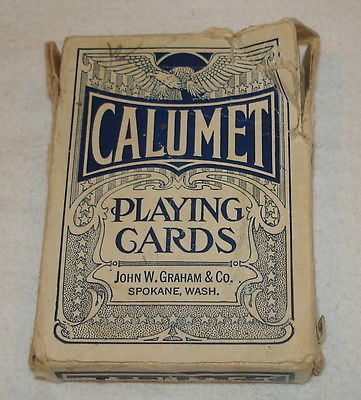 CALUMET
PLAYING
CARDS
JOHN W. GRAHAM & CO.
SPOKANE, WASH.